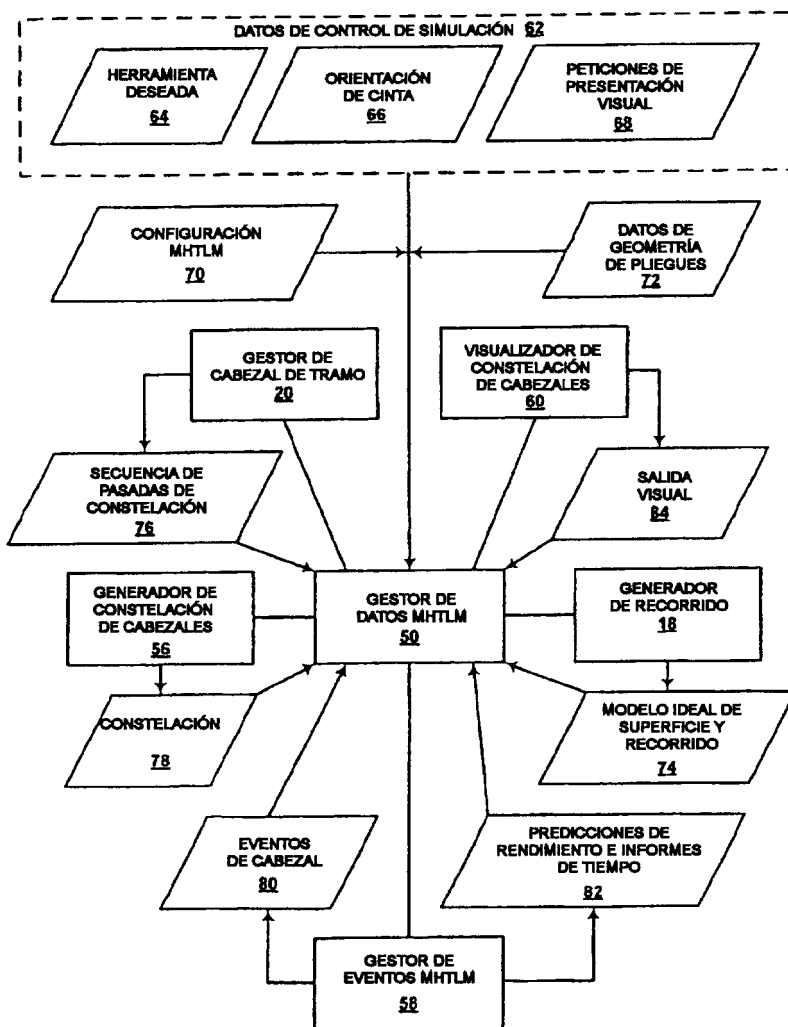 DATOS DE CONTROL DE SIMULACIÓN 62
HERRAMIENTA
DESEADA
64
ORIENTACIÓN
DE CINTA
66
PETICIONES DE
PRESENTACIÓN
VISUAL
68
CONFIGURACIÓN
MHTLM
70
DATOS DE
GEOMETRÍA
DE PLIEGUES
72
GESTOR DE
CABEZAL DE TRAMO
20
VISUALIZADOR DE
CONSTELACIÓN
DE CABEZALES
60
SECUENCIA DE
PASADAS DE
CONSTELACIÓN
76
SALIDA
VISUAL
84
GENERADOR DE
CONSTELACIÓN
DE CABEZALES
56
GESTOR DE
DATOS MHTLM
50
GENERADOR
DE RECORRIDO
18
CONSTELACIÓN
78
MODELO IDEAL DE
SUPERFICIE Y
RECORRIDO
74
EVENTOS
DE CABEZAL
80
PREDICCIONES DE
RENDIMIENTO E INFORMES
DE TIEMPO
82
GESTOR DE
EVENTOS MHTLM
58